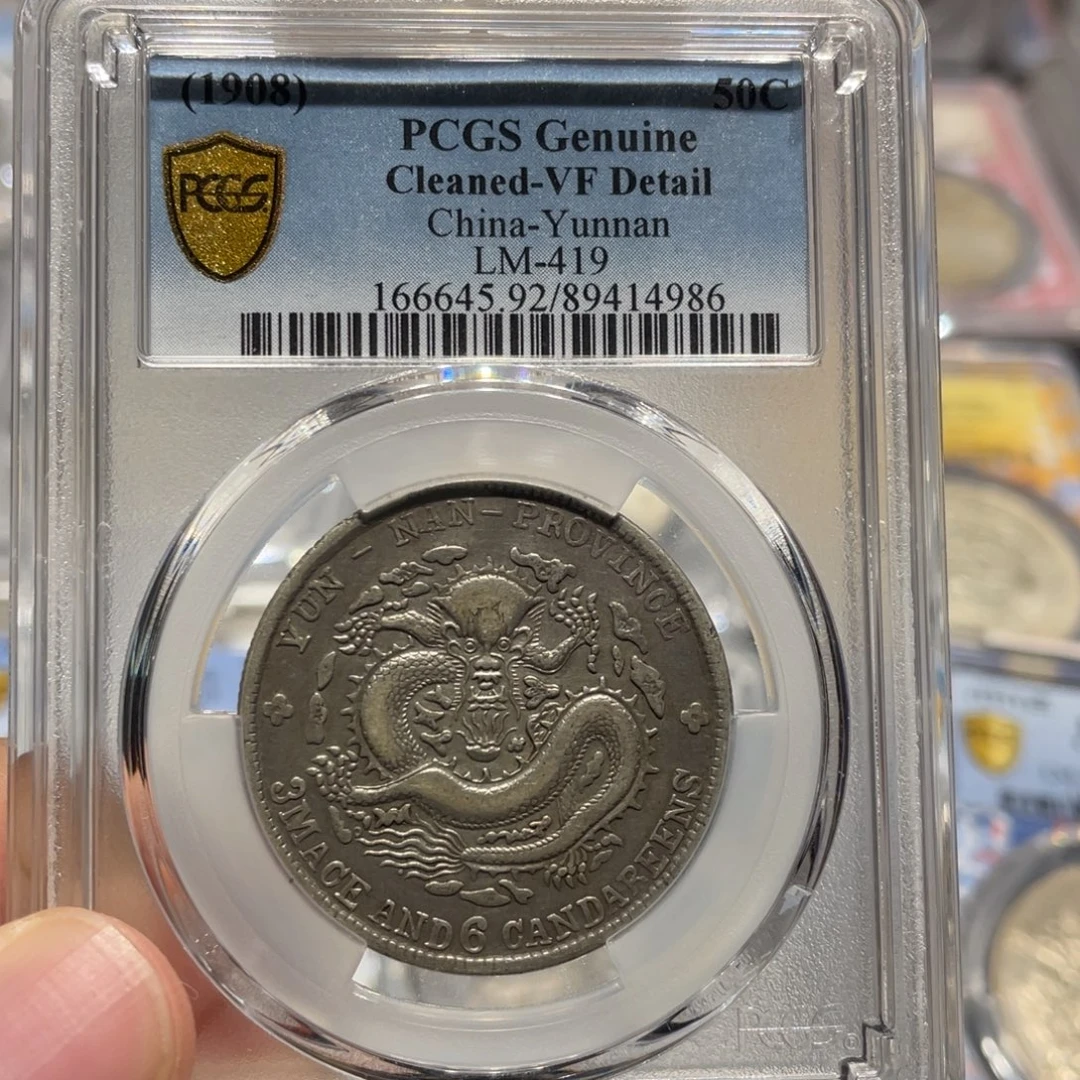 (1908) 50C
PCGS Genuine
PCGS
Cleaned-VF Detail
China-Yunnan
LM-419
166645.92/89414986
YUN-NAN-PROVINCE
3 MACE AND 6 CANDAREENS
PCGS